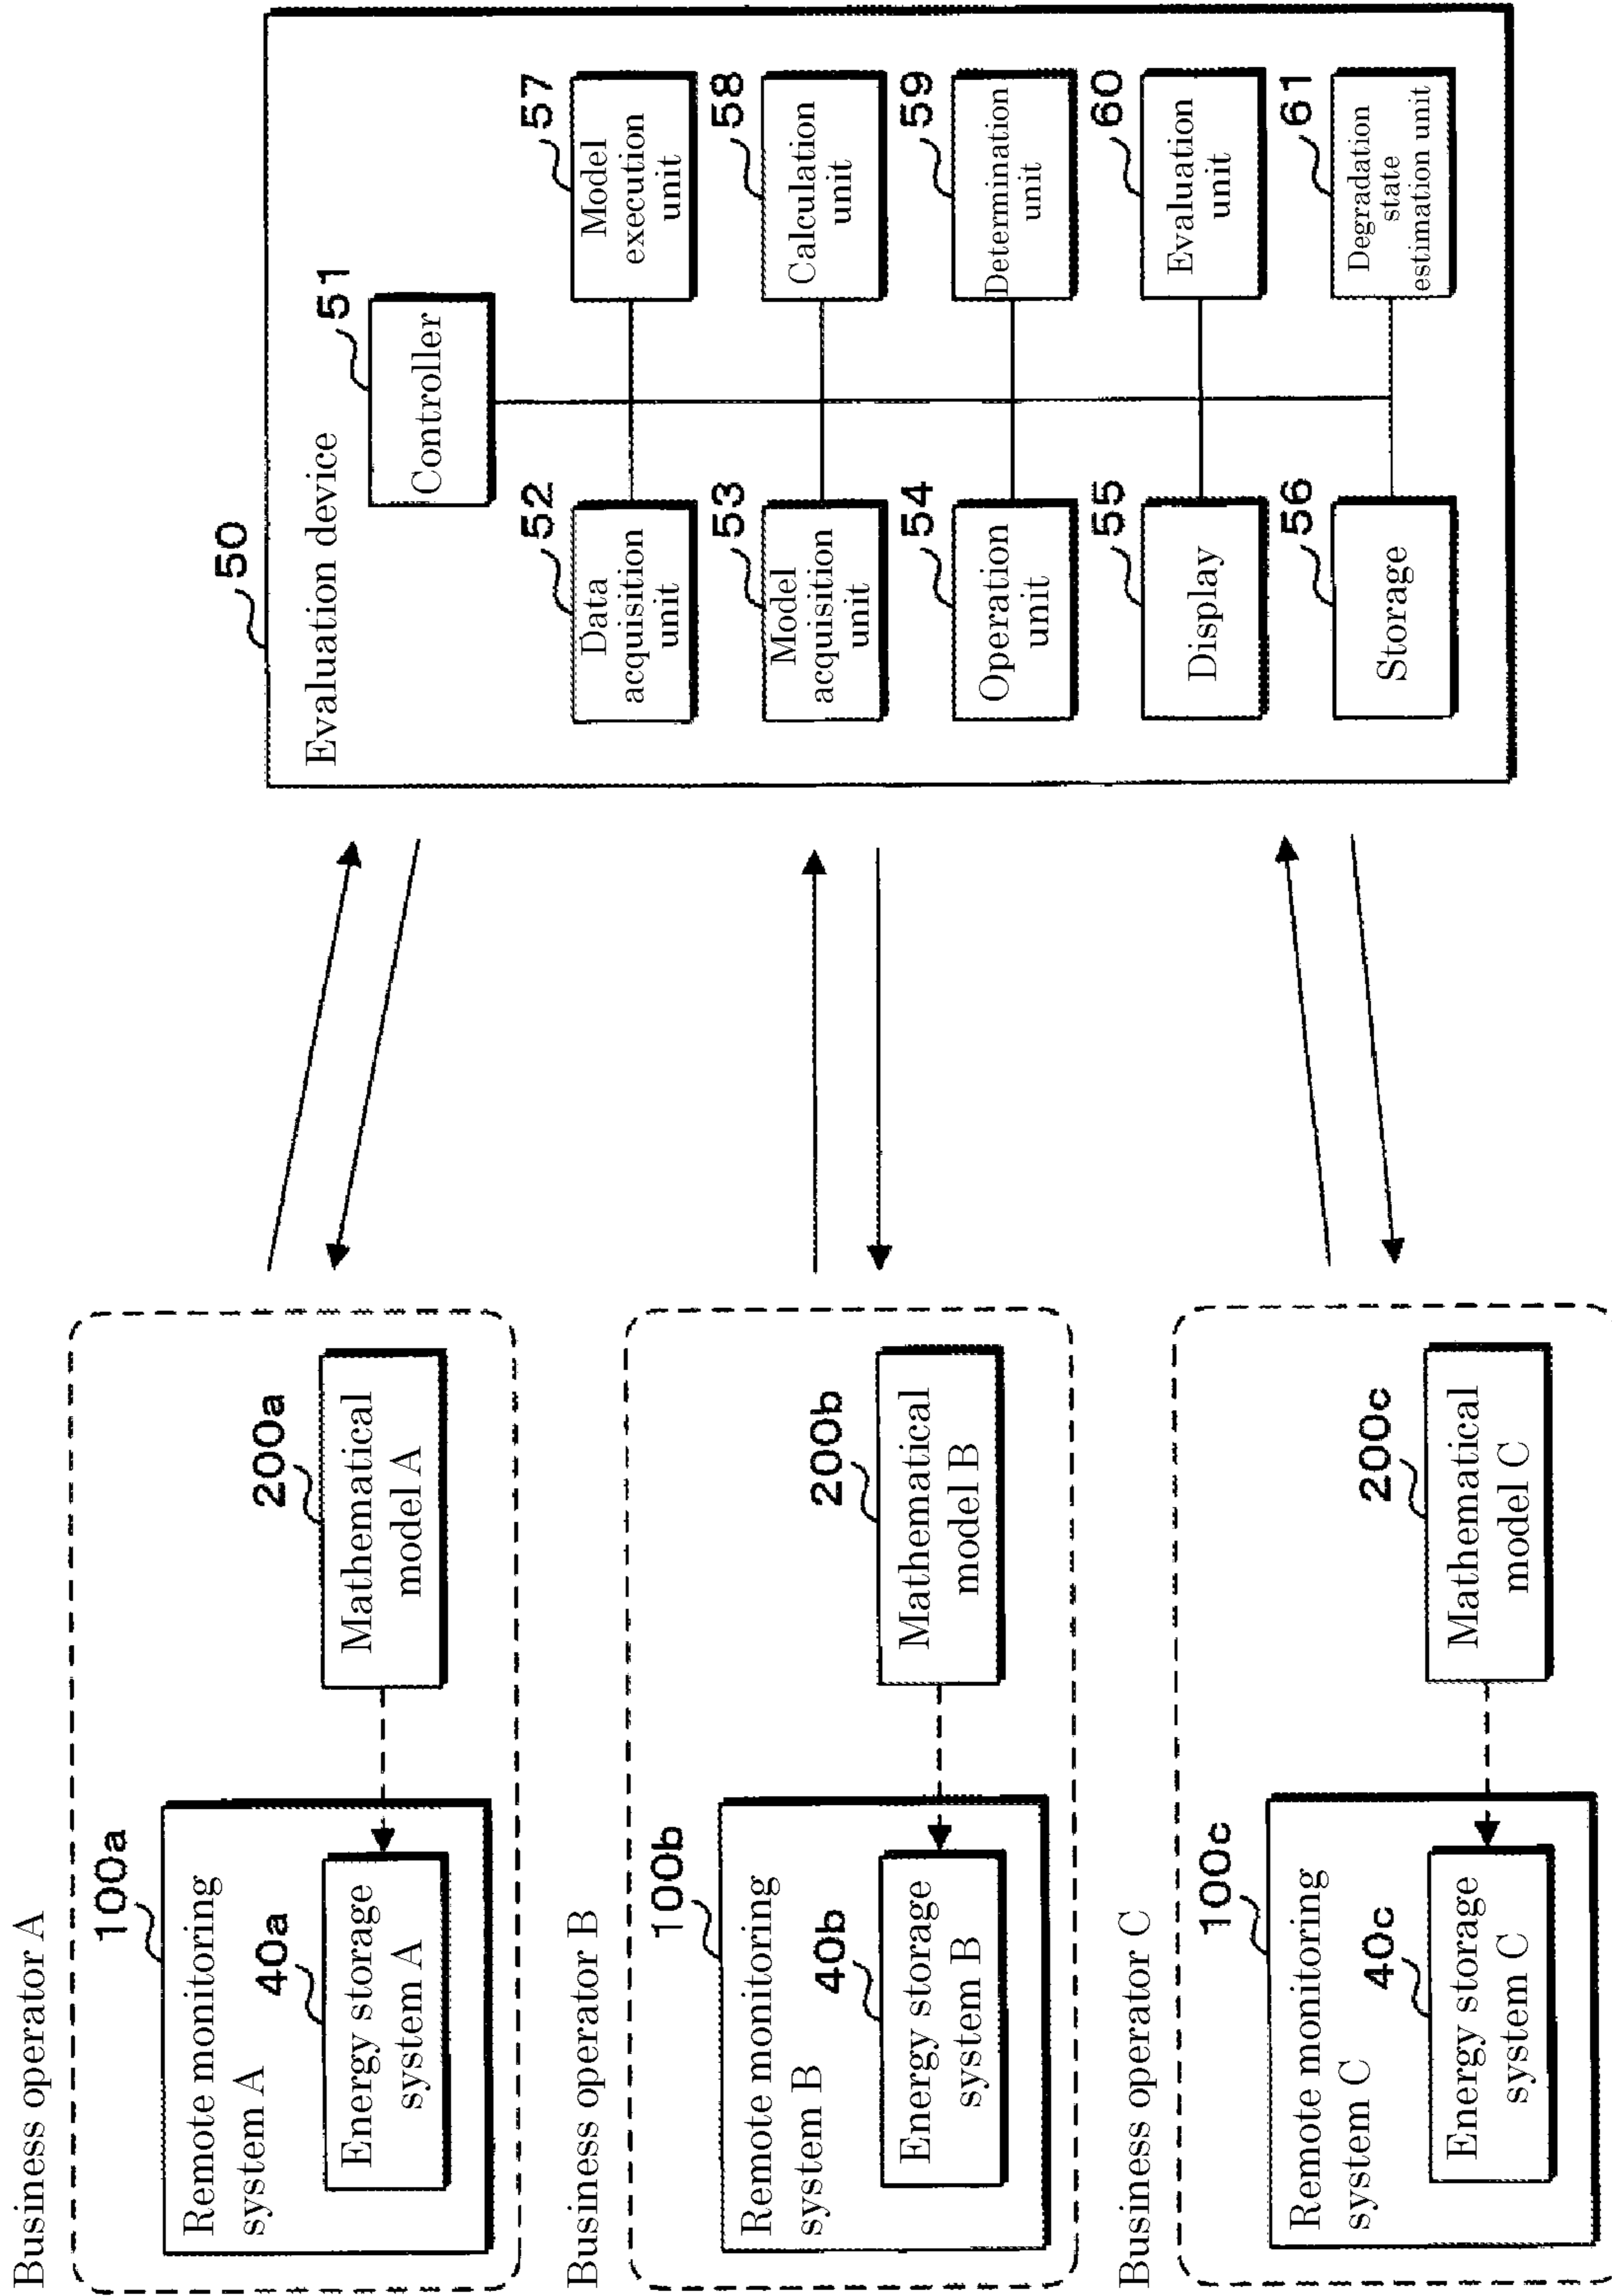 Business operator A
100a
Remote monitoring
system A
40a
Energy storage
system A
200a
Mathematical
model A
Business operator B
100b
Remote monitoring
system B
40b
Energy storage
system B
200b
Mathematical
model B
Business operator C
100c
Remote monitoring
system C
40c
Energy storage
system C
200c
Mathematical
model C
50
Evaluation device
51
Controller
52
Data
acquisition
unit
57
Model
execution
unit
53
Model
acquisition
unit
58
Calculation
unit
54
Operation
unit
59
Determination
unit
55
Display
60
Evaluation
unit
56
Storage
61
Degradation
state
estimation unit